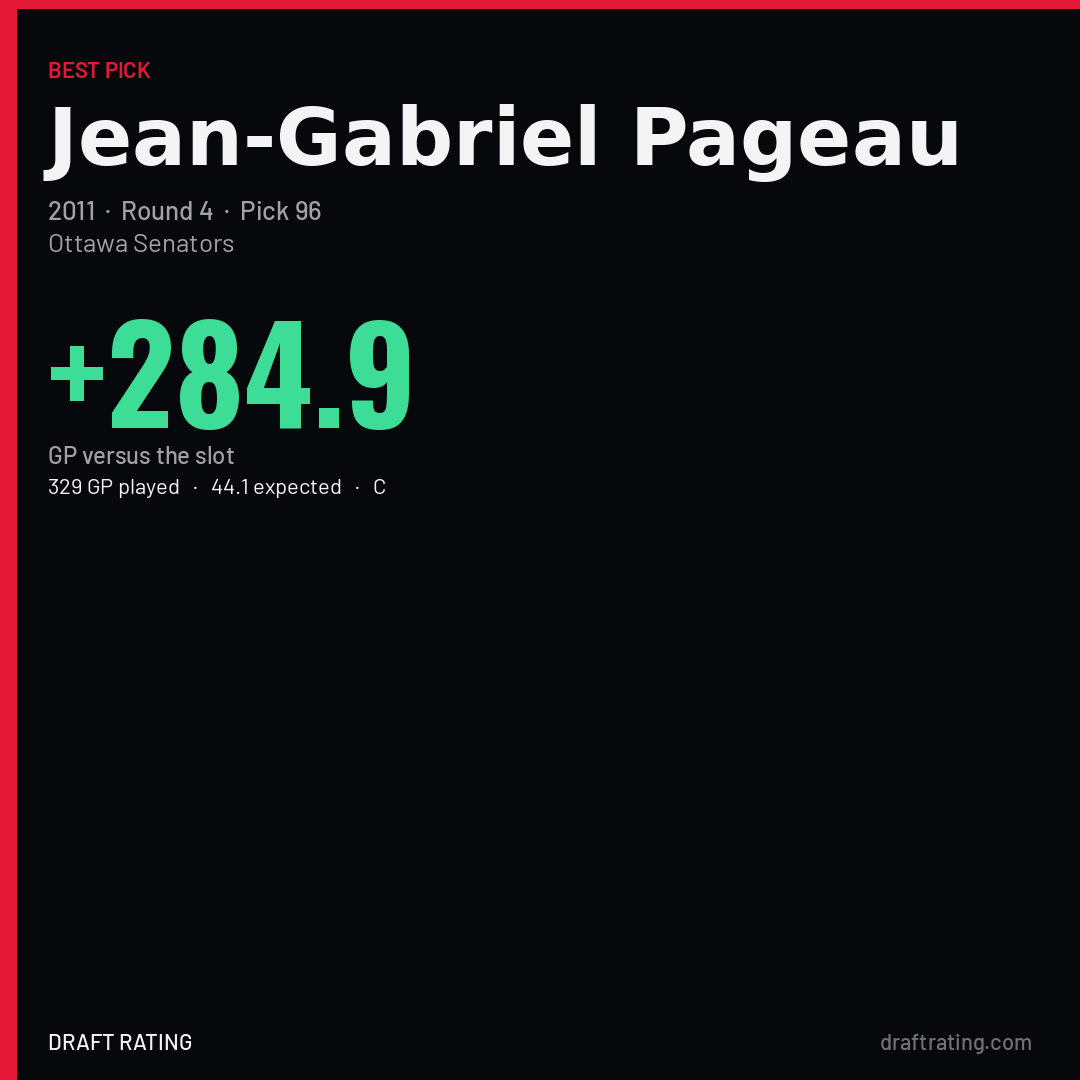 BEST PICK
Jean-Gabriel Pageau
2011 · Round 4 · Pick 96
Ottawa Senators
+284.9
GP versus the slot
329 GP played · 44.1 expected · C
DRAFT RATING
draftrating.com